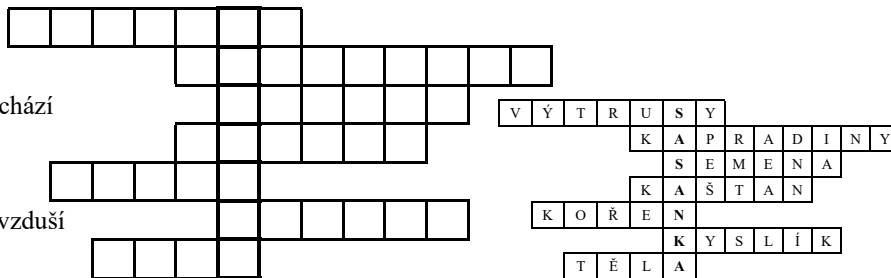 chází
vzduší
VÝTRUSY
KAPRADINY
SEMENA
KAŠTAN
KOŘEN
KYSLÍK
TĚLA